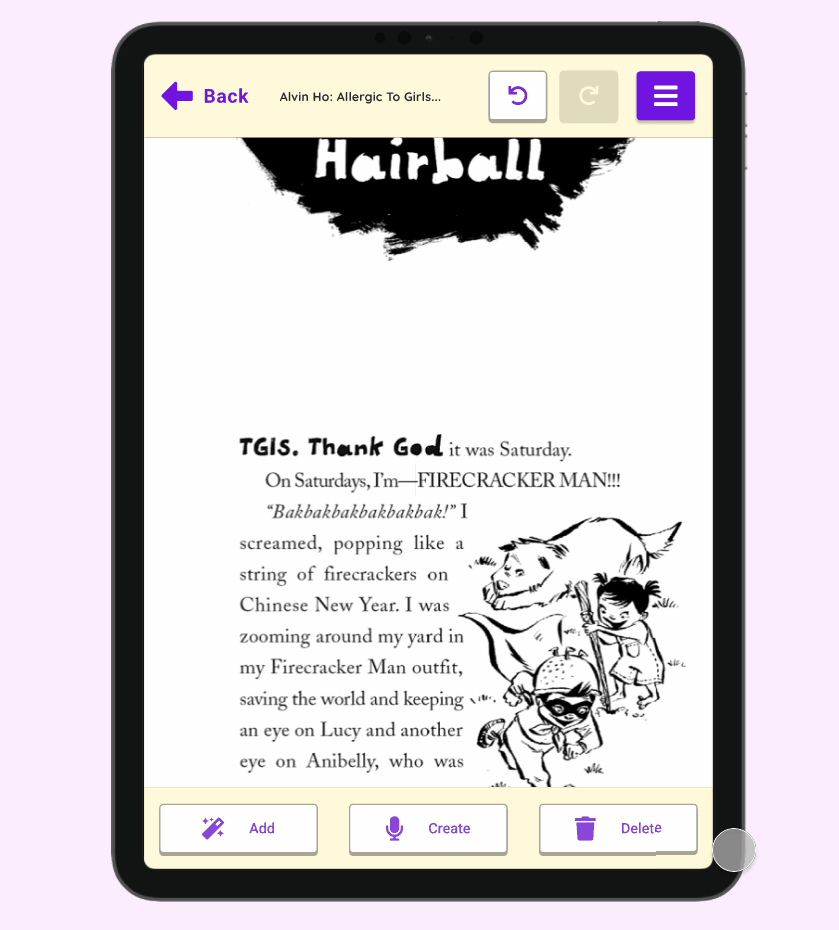 Back
Alvin Ho: Allergic To Girls...
Hairball
TGIS. Thank God it was Saturday.
On Saturdays, I'm—FIRECRACKER MAN!!!
“Bakbakbakbakbakbak!” I
screamed, popping like a
string of firecrackers on
Chinese New Year. I was
zooming around my yard in
my Firecracker Man outfit,
saving the world and keeping
an eye on Lucy and another
eye on Anibelly, who was
Add
Create
Delete